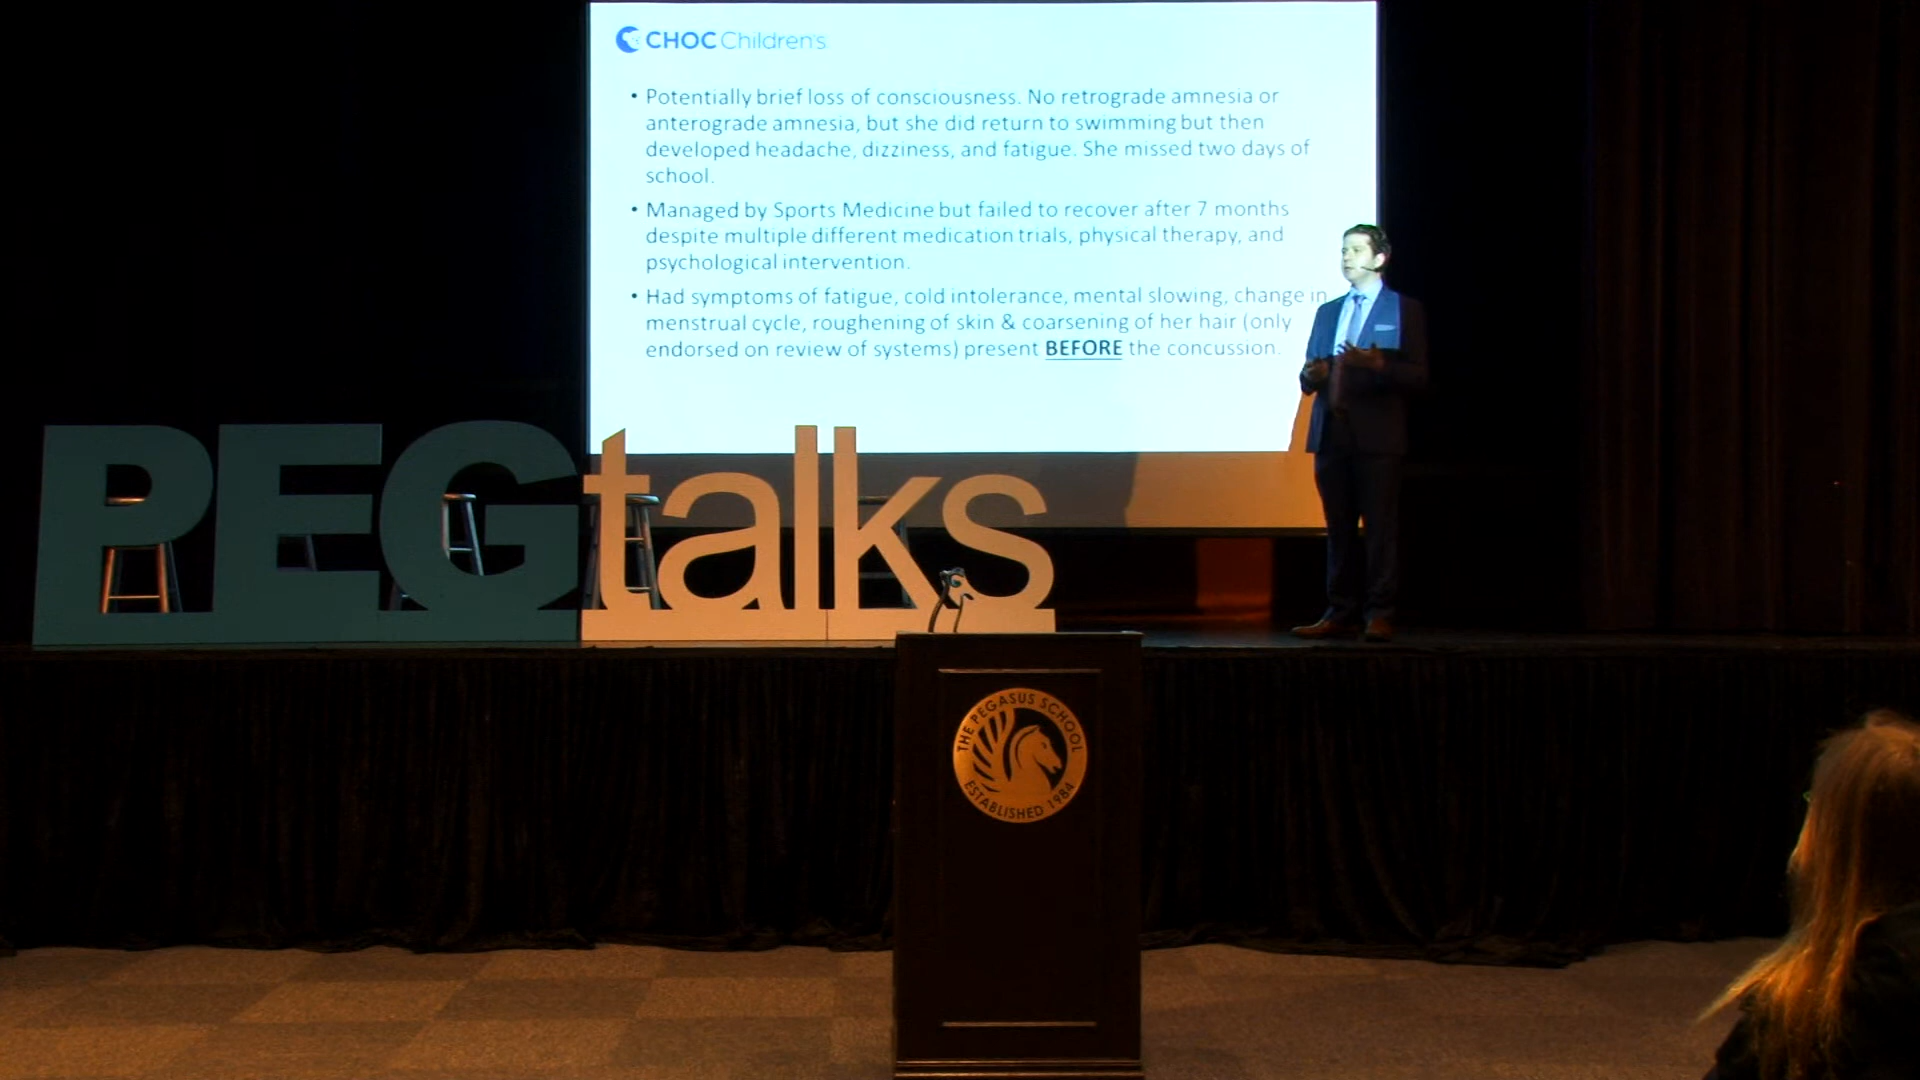 CHOC Children's
• Potentially brief loss of consciousness. No retrograde amnesia or
anterograde amnesia, but she did return to swimming but then
developed headache, dizziness, and fatigue. She missed two days of
school.
• Managed by Sports Medicine but failed to recover after 7 months
despite multiple different medication trials, physical therapy, and
psychological intervention.
• Had symptoms of fatigue, cold intolerance, mental slowing, change in
menstrual cycle, roughening of skin & coarsening of her hair (only
endorsed on review of systems) present BEFORE the concussion.
PEGtalks
THE PEGASUS SCHOOL
ESTABLISHED 1984